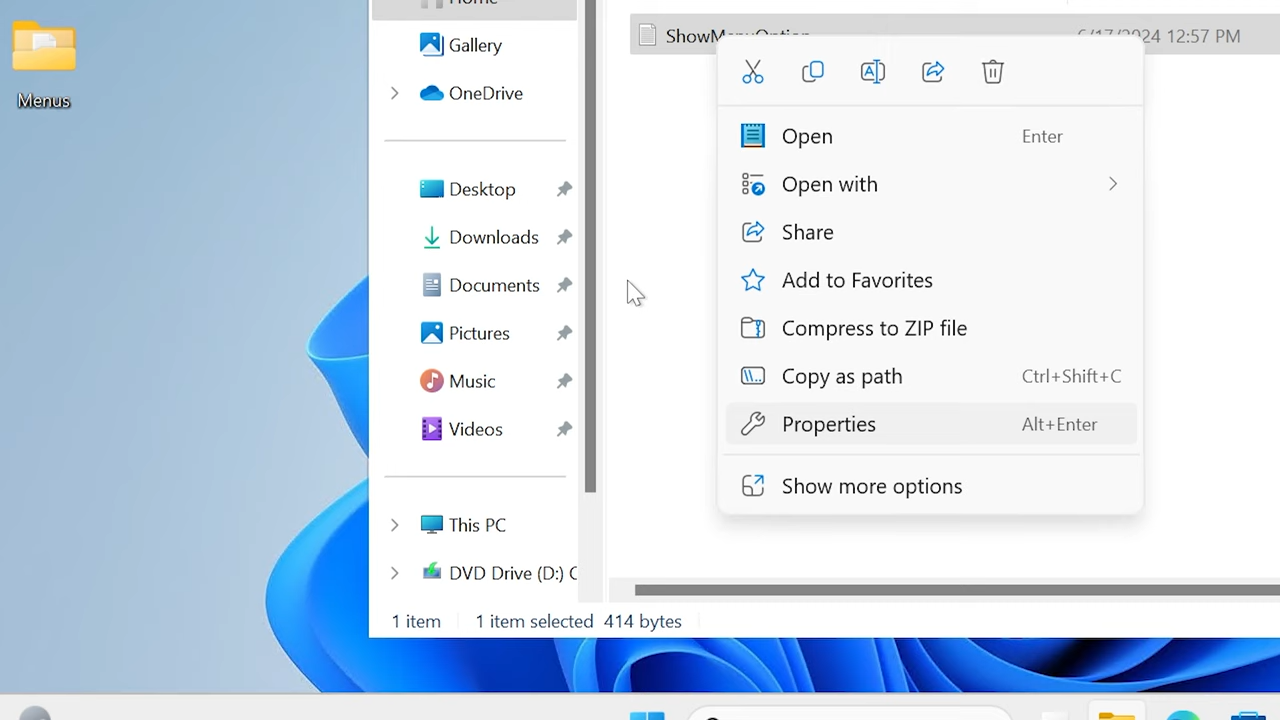 Home
Gallery
OneDrive
Desktop
Downloads
Documents
Pictures
Music
Videos
This PC
DVD Drive (D:) C
1 item
1 item selected 414 bytes
Menus
ShowMenuOption
6/17/2024 12:57 PM
Open Enter
Open with
Share
Add to Favorites
Compress to ZIP file
Copy as path Ctrl+Shift+C
Properties Alt+Enter
Show more options